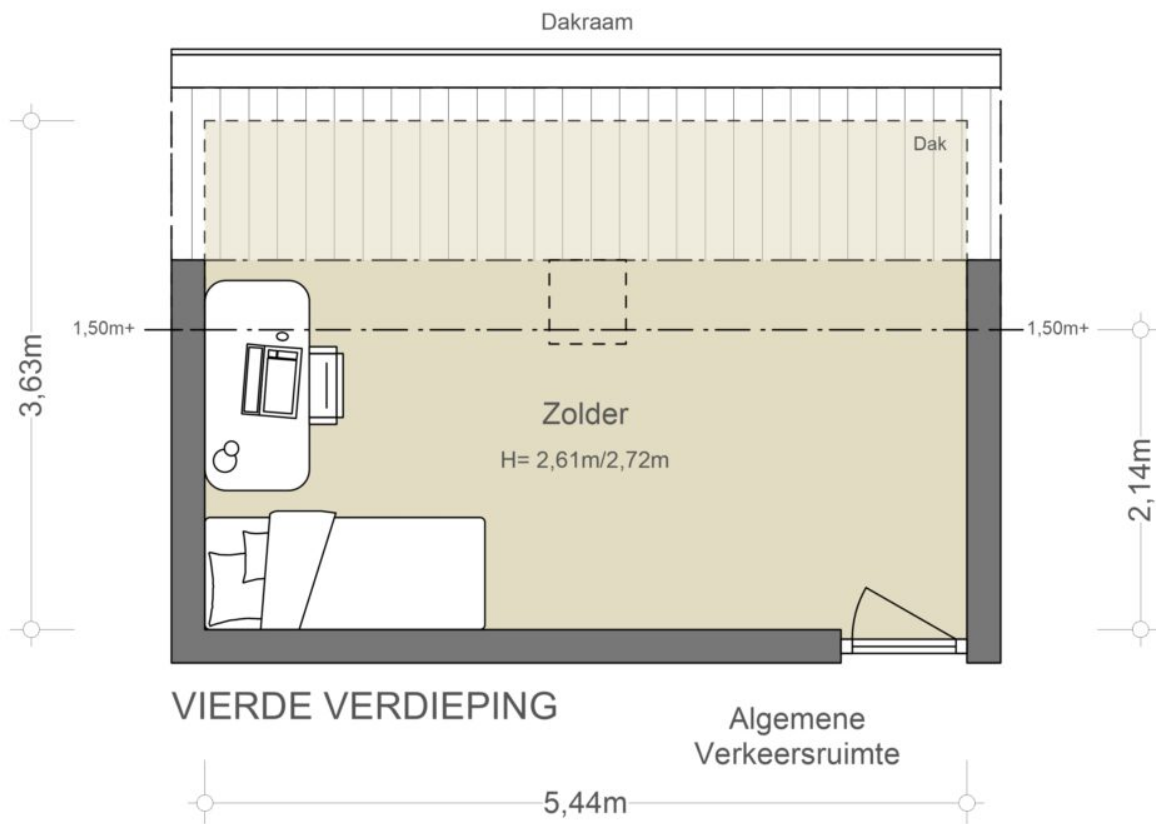 Dakraam
Dak
1,50m+
1,50m+
3,63m
Zolder
H= 2,61m/2,72m
2,14m
VIERDE VERDIEPING
Algemene
Verkeersruimte
5,44m